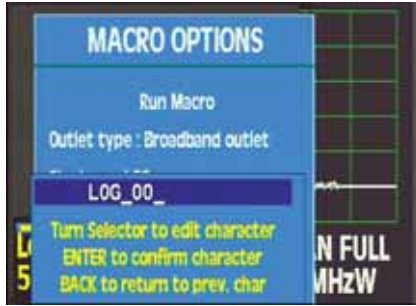 MACRO OPTIONS
Run Macro
Outlet type : Broadband outlet
LOG_00_
Turn Selector to edit character
ENTER to confirm character
BACK to return to prev. char
N FULL
5
MHzW